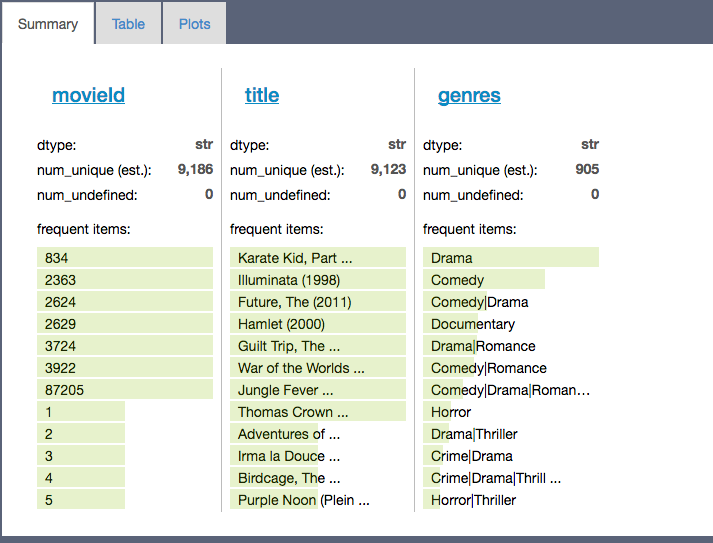 Summary Table Plots
movieId
dtype: str
num_unique (est.): 9,186
num_undefined: 0
frequent items:
834
2363
2624
2629
3724
3922
87205
1
2
3
4
5
title
dtype: str
num_unique (est.): 9,123
num_undefined: 0
frequent items:
Karate Kid, Part ...
Illuminata (1998)
Future, The (2011)
Hamlet (2000)
Guilt Trip, The ...
War of the Worlds ...
Jungle Fever ...
Thomas Crown ...
Adventures of ...
Irma la Douce ...
Birdcage, The ...
Purple Noon (Plein ...
genres
dtype: str
num_unique (est.): 905
num_undefined: 0
frequent items:
Drama
Comedy
Comedy|Drama
Documentary
Drama|Romance
Comedy|Romance
Comedy|Drama|Roman...
Horror
Drama|Thriller
Crime|Drama
Crime|Drama|Thrill ...
Horror|Thriller